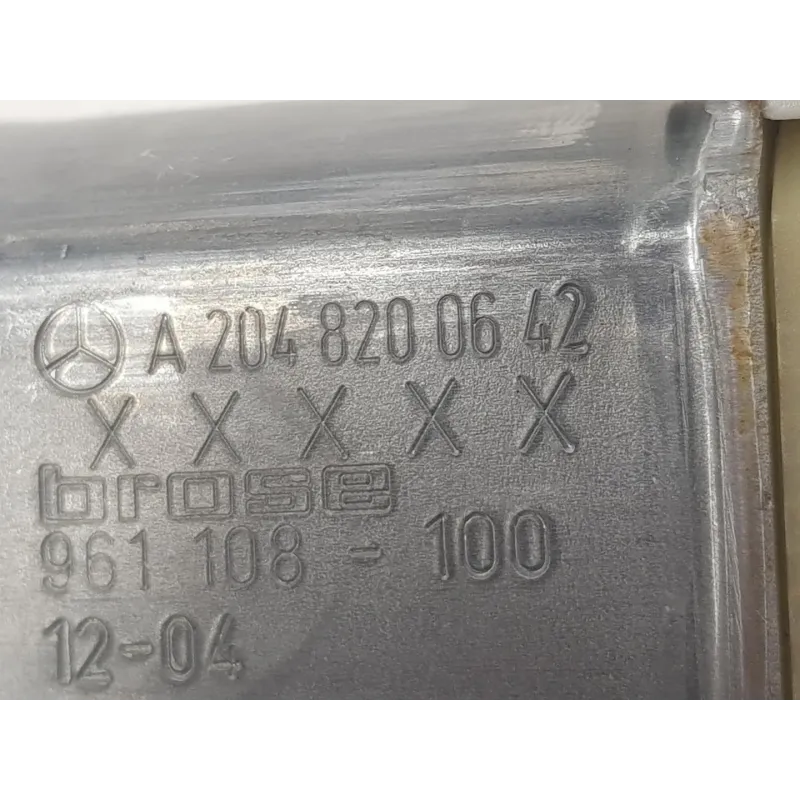 A 204 820 06 42
X X X X X
brose
961 108 - 100
12-04